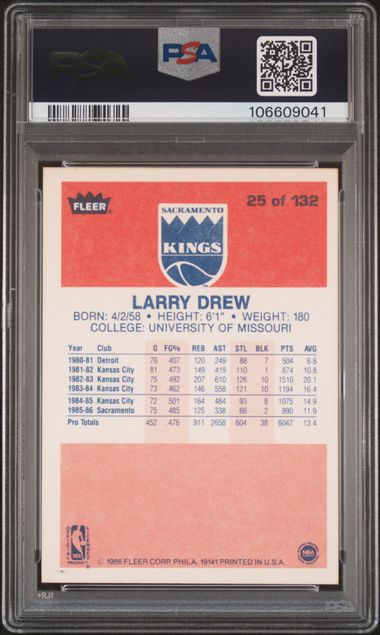 PSA
PSA
106609041
FLEER®
25 of 132
SACRAMENTO
KINGS
LARRY DREW
BORN: 4/2/58 • HEIGHT: 6'1" • WEIGHT: 180
COLLEGE: UNIVERSITY OF MISSOURI
Year Club G FG% REB AST STL BLK PTS AVG
1980-81 Detroit 76 .407 120 249 88 7 504 6.6
1981-82 Kansas City 81 .473 149 419 110 1 874 10.8
1982-83 Kansas City 75 .492 207 610 126 10 1510 20.1
1983-84 Kansas City 73 .462 146 558 121 10 1194 16.4
1984-85 Kansas City 72 .501 164 484 93 8 1075 14.9
1985-86 Sacramento 75 .485 125 338 66 2 890 11.9
Pro Totals 452 .476 911 2658 604 38 6047 13.4
OFFICIAL LICENSED
NBA
PRODUCT
NBA
© 1986 FLEER CORP. PHILA. 19141 PRINTED IN U.S.A.